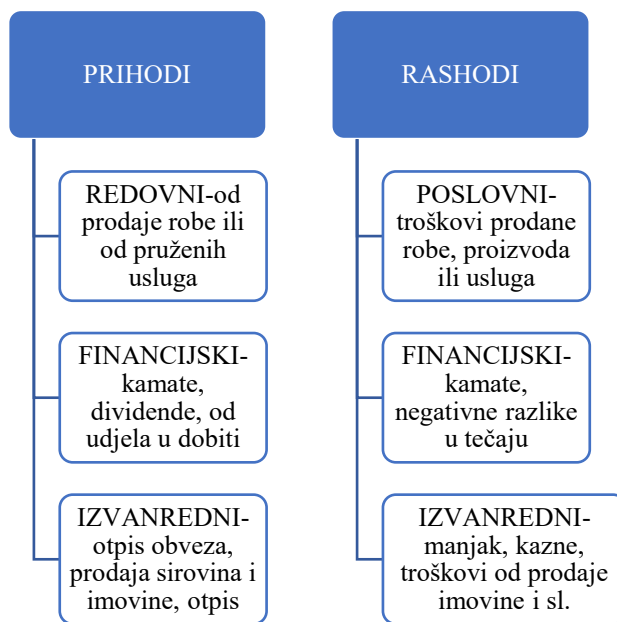 PRIHODI
REDOVNI-od
prodaje robe ili
od pruženih
usluga
FINANCIJSKI-
kamate,
dividende, od
udjela u dobiti
IZVANREDNI-
otpis obveza,
prodaja sirovina i
imovine, otpis
RASHODI
POSLOVNI-
troškovi prodane
robe, proizvoda
ili usluga
FINANCIJSKI-
kamate,
negativne razlike
u tečaju
IZVANREDNI-
manjak, kazne,
troškovi od prodaje
imovine i sl.